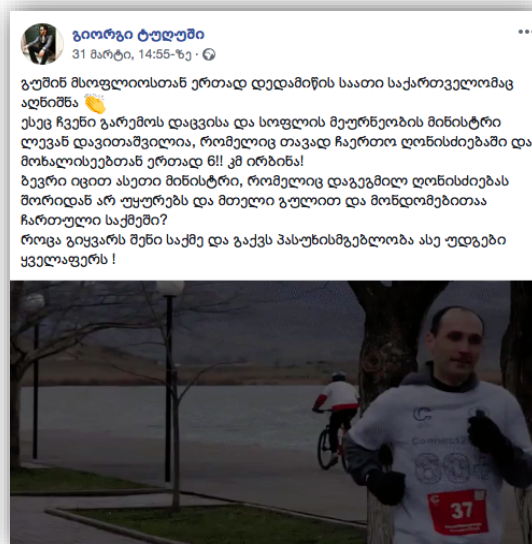 გიორგი ტუღუში
31 მარტი, 14:55-ზე ·
გუშინ მსოფლიოსთან ერთად დედამიწის საათი საქართველომაც
აღნიშნა 👏
ესეც ჩვენი გარემოს დაცვისა და სოფლის მეურნეობის მინისტრი
ლევან დავითაშვილია, რომელიც თავად ჩაერთო ღონისძიებაში და
მოხალისეებთან ერთად 6!! კმ ირბინა!
ბევრი იცით ასეთი მინისტრი, რომელიც დაგეგმილ ღონისძიებას
შორიდან არ უყურებს და მთელი გულით და მონდომებითაა
ჩართული საქმეში?
როცა გიყვარს შენი საქმე და გაქვს პასუხისმგებლობა ასე უდგები
ყველაფერს !
Connect2
60+
37